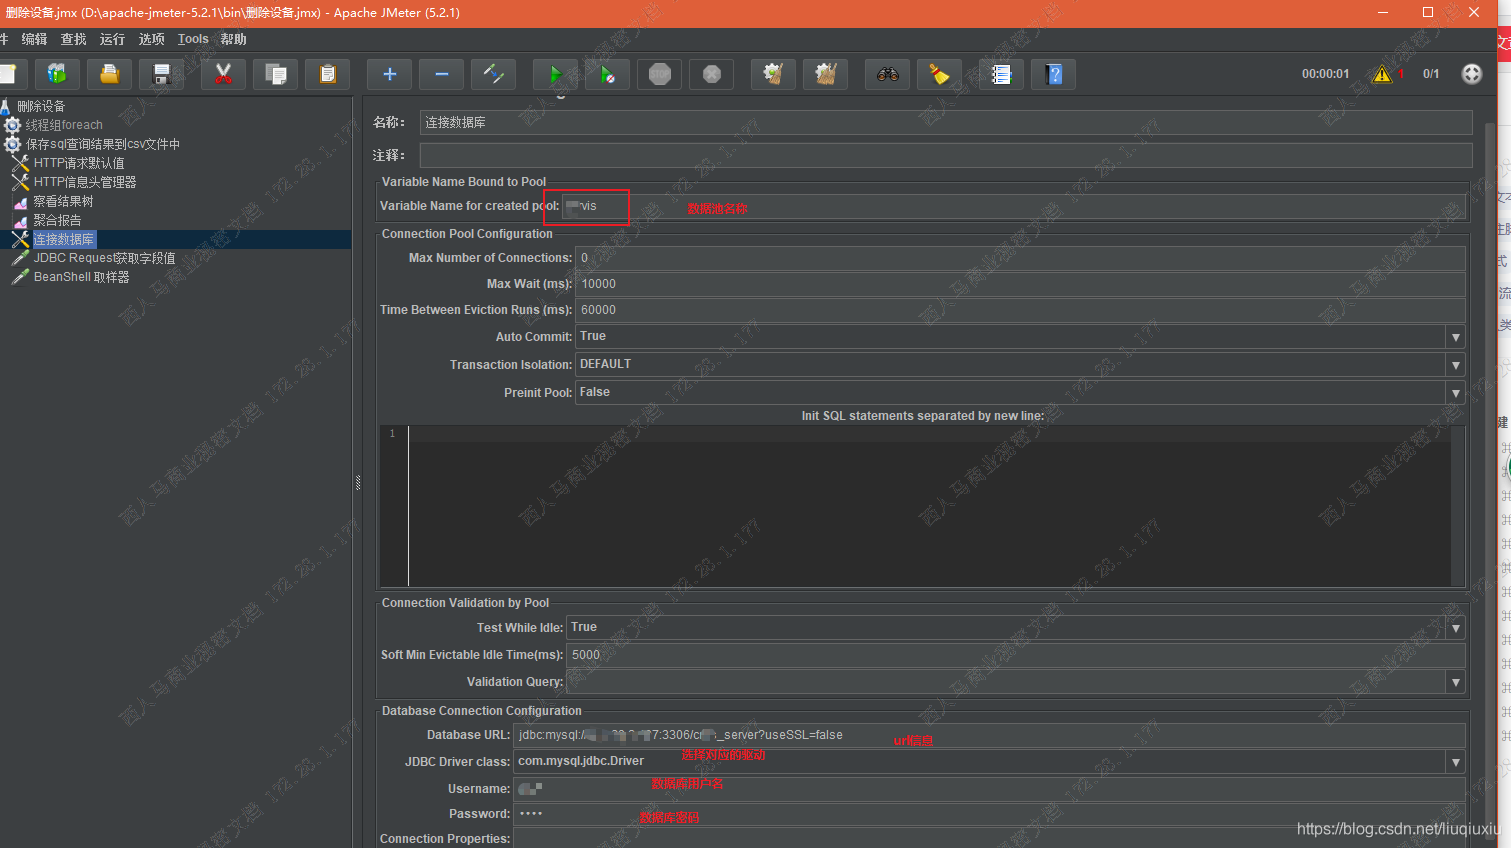 删除设备.jmx (D:\apache-jmeter-5.2.1\bin\删除设备.jmx) - Apache JMeter (5.2.1)
件 编辑 查找 运行 选项 Tools 帮助
STOP
00:00:01 1 0/1
删除设备
线程组foreach
保存sql查询结果到csv文件中
HTTP请求默认值
HTTP信息头管理器
察看结果树
聚合报告
连接数据库
JDBC Request获取字段值
BeanShell 取样器
名称： 连接数据库
注释：
Variable Name Bound to Pool
Variable Name for created pool: vis 数据池名称
Connection Pool Configuration
Max Number of Connections: 0
Max Wait (ms): 10000
Time Between Eviction Runs (ms): 60000
Auto Commit: True
Transaction Isolation: DEFAULT
Preinit Pool: False
Init SQL statements separated by new line:
1
Connection Validation by Pool
Test While Idle: True
Soft Min Evictable Idle Time(ms): 5000
Validation Query:
Database Connection Configuration
Database URL: jdbc:mysql:/ 7:3306/c _server?useSSL=false url信息
JDBC Driver class: com.mysql.jdbc.Driver 选择对应的驱动
Username: 数据库用户名
Password: •••• 数据库密码
Connection Properties:
西人马商业秘密文档 172.28.1.177
https://blog.csdn.net/liuqiuxiu